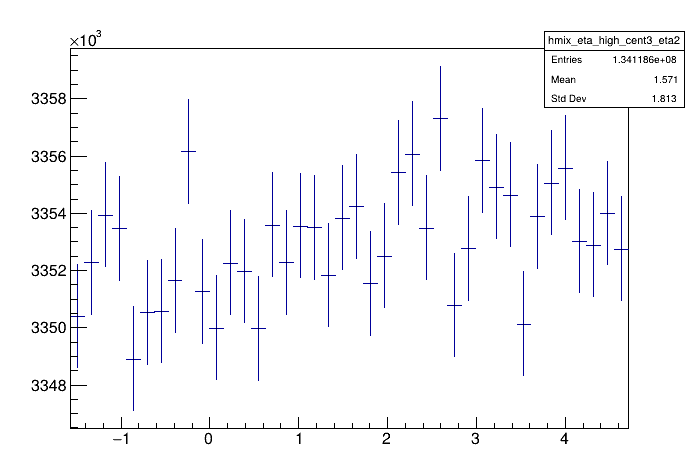 ×10³
hmix_eta_high_cent3_eta2
Entries 1.341186e+08
Mean 1.571
Std Dev 1.813
3358
3356
3354
3352
3350
3348
−1 0 1 2 3 4